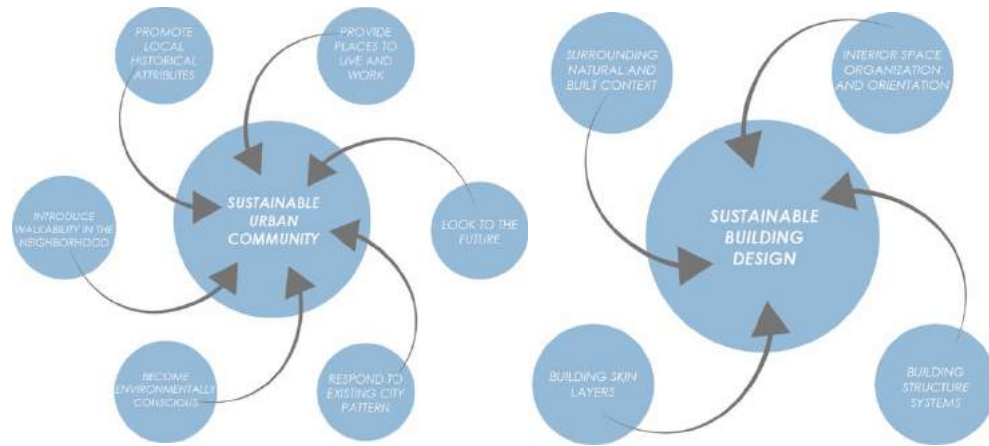 PROMOTE
LOCAL
HISTORICAL
ATTRIBUTES
PROVIDE
PLACES TO
LIVE AND
WORK
INTRODUCE
WALKABILITY IN THE
NEIGHBORHOOD
SUSTAINABLE
URBAN
COMMUNITY
LOOK TO THE
FUTURE
BECOME
ENVIRONMENTALLY
CONSCIOUS
RESPOND TO
EXISTING CITY
PATTERN
SURROUNDING
NATURAL AND
BUILT CONTEXT
INTERIOR SPACE
ORGANIZATION
AND ORIENTATION
SUSTAINABLE
BUILDING
DESIGN
BUILDING SKIN
LAYERS
BUILDING
STRUCTURE
SYSTEMS